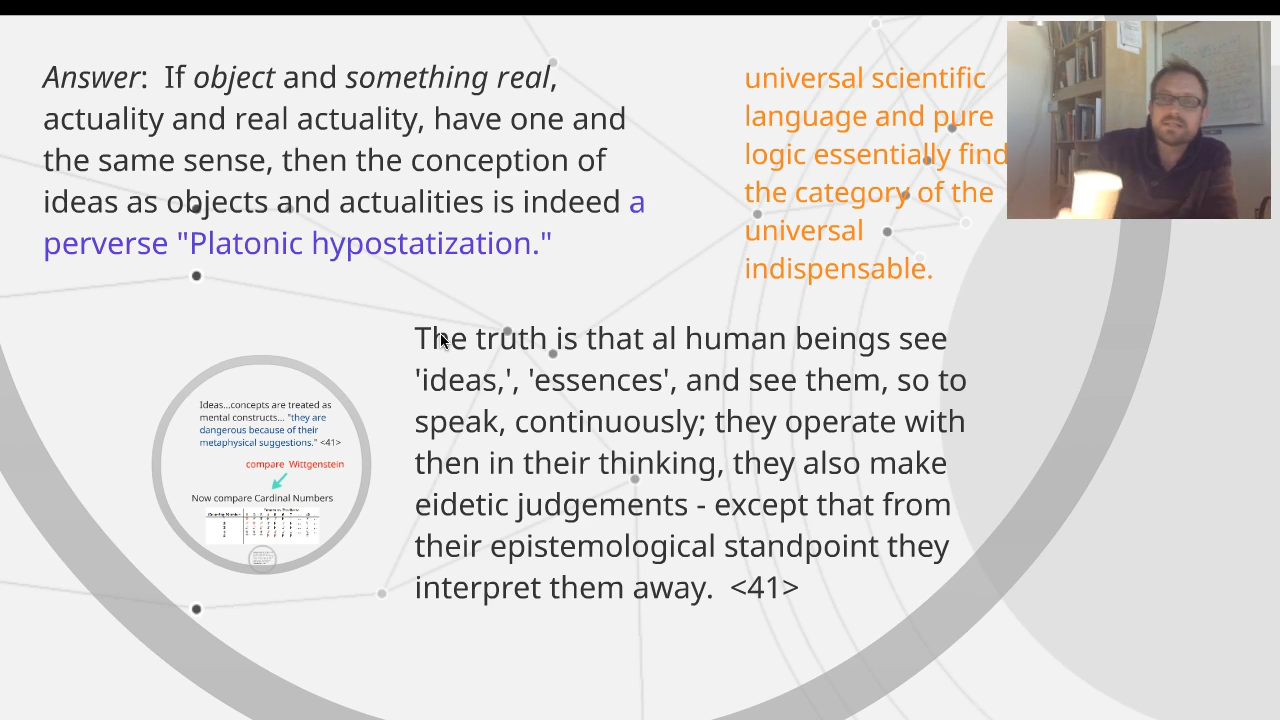 Answer:  If object and something real,
actuality and real actuality, have one and
the same sense, then the conception of
ideas as objects and actualities is indeed a
perverse "Platonic hypostatization."
universal scientific
language and pure
logic essentially find
the category of the
universal
indispensable.
The truth is that al human beings see
'ideas,', 'essences', and see them, so to
speak, continuously; they operate with
then in their thinking, they also make
eidetic judgements - except that from
their epistemological standpoint they
interpret them away.  <41>
Ideas...concepts are treated as
mental constructs... "they are
dangerous because of their
metaphysical suggestions." <41>
compare  Wittgenstein
Now compare Cardinal Numbers